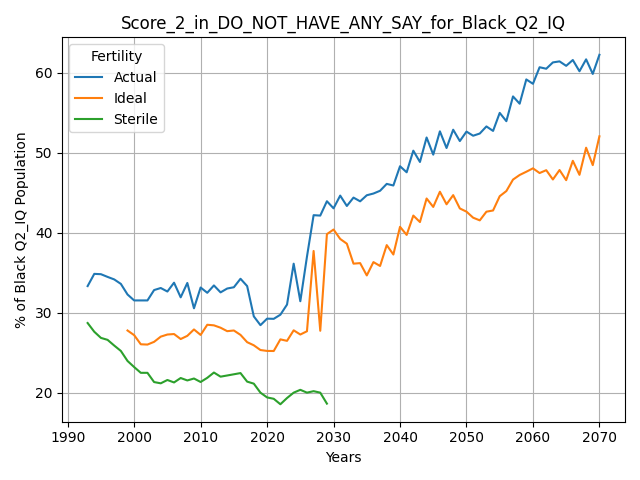 Score_2_in_DO_NOT_HAVE_ANY_SAY_for_Black_Q2_IQ
Fertility
Actual
Ideal
Sterile
% of Black Q2_IQ Population
60
50
40
30
20
1990
2000
2010
2020
2030
2040
2050
2060
2070
Years